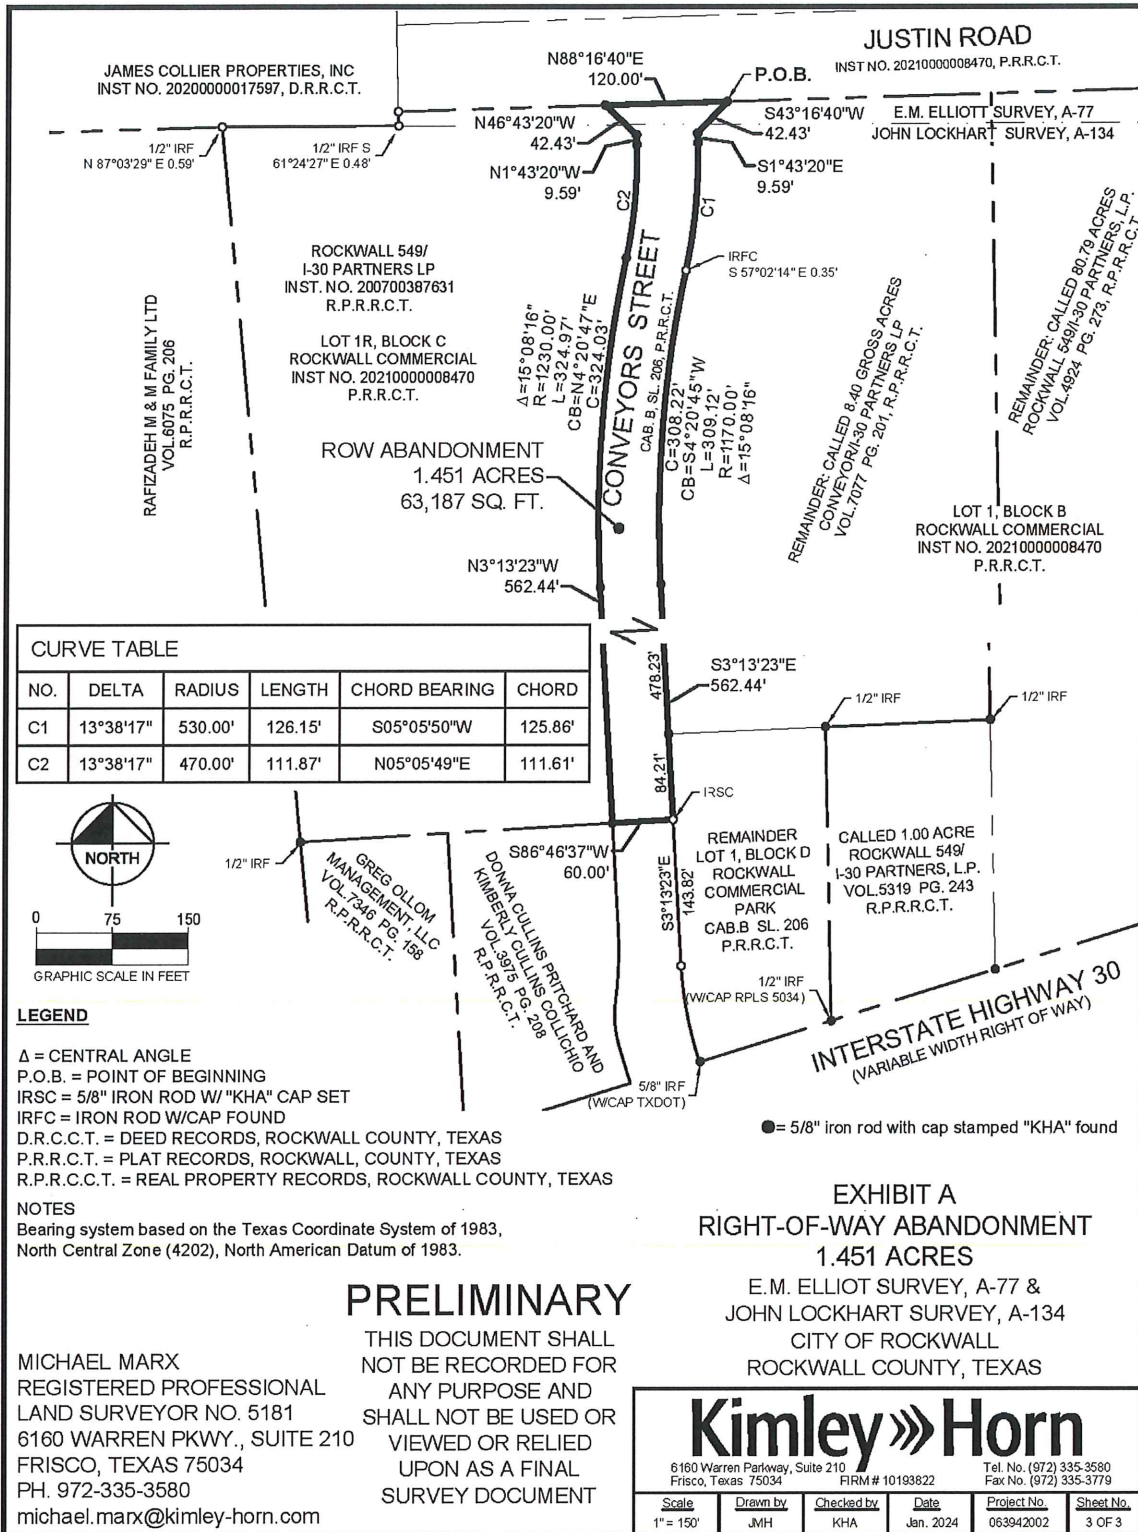 JUSTIN ROAD
INST NO. 20210000008470, P.R.R.C.T.
JAMES COLLIER PROPERTIES, INC
INST NO. 20200000017597, D.R.R.C.T.
N88°16'40"E
120.00'
P.O.B.
N46°43'20"W
42.43'
S43°16'40"W
42.43'
E.M. ELLIOTT SURVEY, A-77
JOHN LOCKHART SURVEY, A-134
1/2" IRF
N 87°03'29" E 0.59'
1/2" IRF S
61°24'27" E 0.48'
N1°43'20"W
9.59'
S1°43'20"E
9.59'
C2
C1
IRFC
S 57°02'14" E 0.35'
ROCKWALL 549/
I-30 PARTNERS LP
INST. NO. 200700387631
R.P.R.R.C.T.
LOT 1R, BLOCK C
ROCKWALL COMMERCIAL
INST NO. 20210000008470
P.R.R.C.T.
RAFIZADEH M & M FAMILY LTD
VOL.6075 PG. 206
R.P.R.R.C.T.
Δ=15°08'16"
R=1230.00'
L=324.97'
CB=N4°20'47"E
C=324.03'
CONVEYORS STREET
CAB. B, SL. 206, P.R.R.C.T.
C=308.22'
CB=S4°20'45"W
L=309.12'
R=1170.00'
Δ=15°08'16"
REMAINDER: CALLED 8.40 GROSS ACRES
CONVEYOR/I-30 PARTNERS LP
VOL.7077 PG. 201, R.P.R.R.C.T.
REMAINDER: CALLED 80.79 ACRES
ROCKWALL 549/I-30 PARTNERS, L.P.
VOL.4924 PG. 273, R.P.R.R.C.T.
ROW ABANDONMENT
1.451 ACRES
63,187 SQ. FT.
LOT 1, BLOCK B
ROCKWALL COMMERCIAL
INST NO. 20210000008470
P.R.R.C.T.
N3°13'23"W
562.44'
CURVE TABLE
NO. DELTA RADIUS LENGTH CHORD BEARING CHORD
C1 13°38'17" 530.00' 126.15' S05°05'50"W 125.86'
C2 13°38'17" 470.00' 111.87' N05°05'49"E 111.61'
478.23'
S3°13'23"E
562.44'
1/2" IRF
1/2" IRF
84.21'
IRSC
NORTH
1/2" IRF
S86°46'37"W
60.00'
GREG OLLOM
MANAGEMENT, LLC
VOL.7346 PG. 158
R.P.R.R.C.T.
DONNA CULLINS PRITCHARD AND
KIMBERLY CULLINS COLLICHIO
VOL.3975 PG. 208
R.P.R.R.C.T.
S3°13'23"E
143.82'
REMAINDER
LOT 1, BLOCK D
ROCKWALL
COMMERCIAL
PARK
CAB.B SL. 206
P.R.R.C.T.
CALLED 1.00 ACRE
ROCKWALL 549/
I-30 PARTNERS, L.P.
VOL.5319 PG. 243
R.P.R.R.C.T.
0 75 150
GRAPHIC SCALE IN FEET
1/2" IRF
(W/CAP RPLS 5034)
INTERSTATE HIGHWAY 30
(VARIABLE WIDTH RIGHT OF WAY)
5/8" IRF
(W/CAP TXDOT)
LEGEND
Δ = CENTRAL ANGLE
P.O.B. = POINT OF BEGINNING
IRSC = 5/8" IRON ROD W/ "KHA" CAP SET
IRFC = IRON ROD W/CAP FOUND
D.R.C.C.T. = DEED RECORDS, ROCKWALL COUNTY, TEXAS
P.R.R.C.T. = PLAT RECORDS, ROCKWALL, COUNTY, TEXAS
R.P.R.C.C.T. = REAL PROPERTY RECORDS, ROCKWALL COUNTY, TEXAS
= 5/8" iron rod with cap stamped "KHA" found
NOTES
Bearing system based on the Texas Coordinate System of 1983,
North Central Zone (4202), North American Datum of 1983.
EXHIBIT A
RIGHT-OF-WAY ABANDONMENT
1.451 ACRES
E.M. ELLIOT SURVEY, A-77 &
JOHN LOCKHART SURVEY, A-134
CITY OF ROCKWALL
ROCKWALL COUNTY, TEXAS
PRELIMINARY
THIS DOCUMENT SHALL
NOT BE RECORDED FOR
ANY PURPOSE AND
SHALL NOT BE USED OR
VIEWED OR RELIED
UPON AS A FINAL
SURVEY DOCUMENT
MICHAEL MARX
REGISTERED PROFESSIONAL
LAND SURVEYOR NO. 5181
6160 WARREN PKWY., SUITE 210
FRISCO, TEXAS 75034
PH. 972-335-3580
michael.marx@kimley-horn.com
Kimley»Horn
6160 Warren Parkway, Suite 210
Frisco, Texas 75034
FIRM # 10193822
Tel. No. (972) 335-3580
Fax No. (972) 335-3779
Scale Drawn by Checked by Date Project No. Sheet No.
1" = 150' JMH KHA Jan. 2024 063942002 3 OF 3